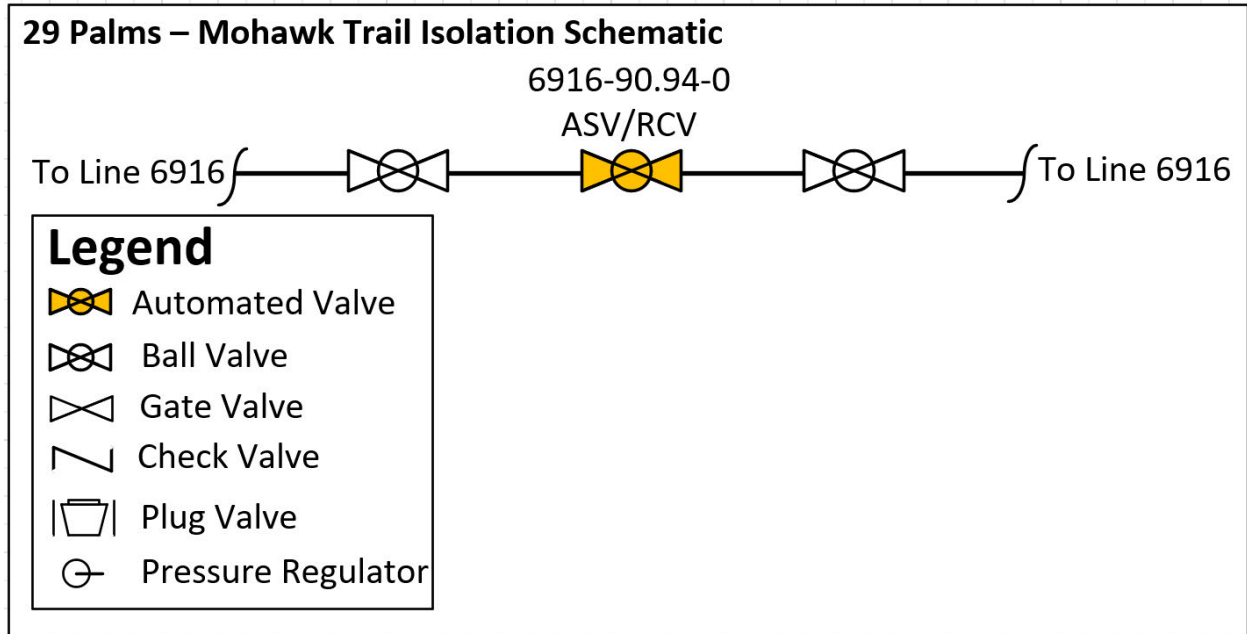 29 Palms – Mohawk Trail Isolation Schematic
6916-90.94-0
ASV/RCV
To Line 6916
To Line 6916
Legend
Automated Valve
Ball Valve
Gate Valve
Check Valve
Plug Valve
Pressure Regulator